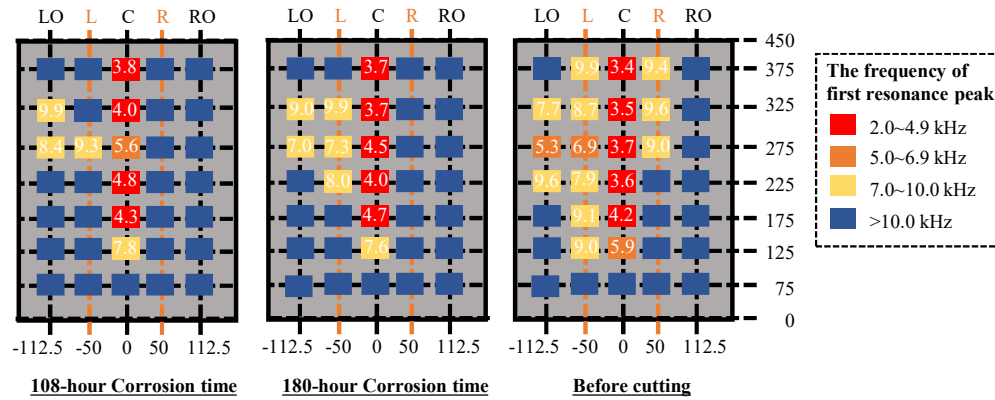 LO L C R RO
LO L C R RO
LO L C R RO
450
3.8
3.7
9.9 3.4 9.4
375
9.9 4.0
9.0 9.9 3.7
7.7 8.7 3.5 9.6
325
8.4 9.3 5.6
7.0 7.3 4.5
5.3 6.9 3.7 9.0
275
4.8
8.0 4.0
9.6 7.9 3.6
225
4.3
4.7
9.1 4.2
175
7.8
7.6
9.0 5.9
125
75
0
-112.5 -50 0 50 112.5
-112.5 -50 0 50 112.5
-112.5 -50 0 50 112.5
108-hour Corrosion time
180-hour Corrosion time
Before cutting
The frequency of
first resonance peak
2.0~4.9 kHz
5.0~6.9 kHz
7.0~10.0 kHz
>10.0 kHz